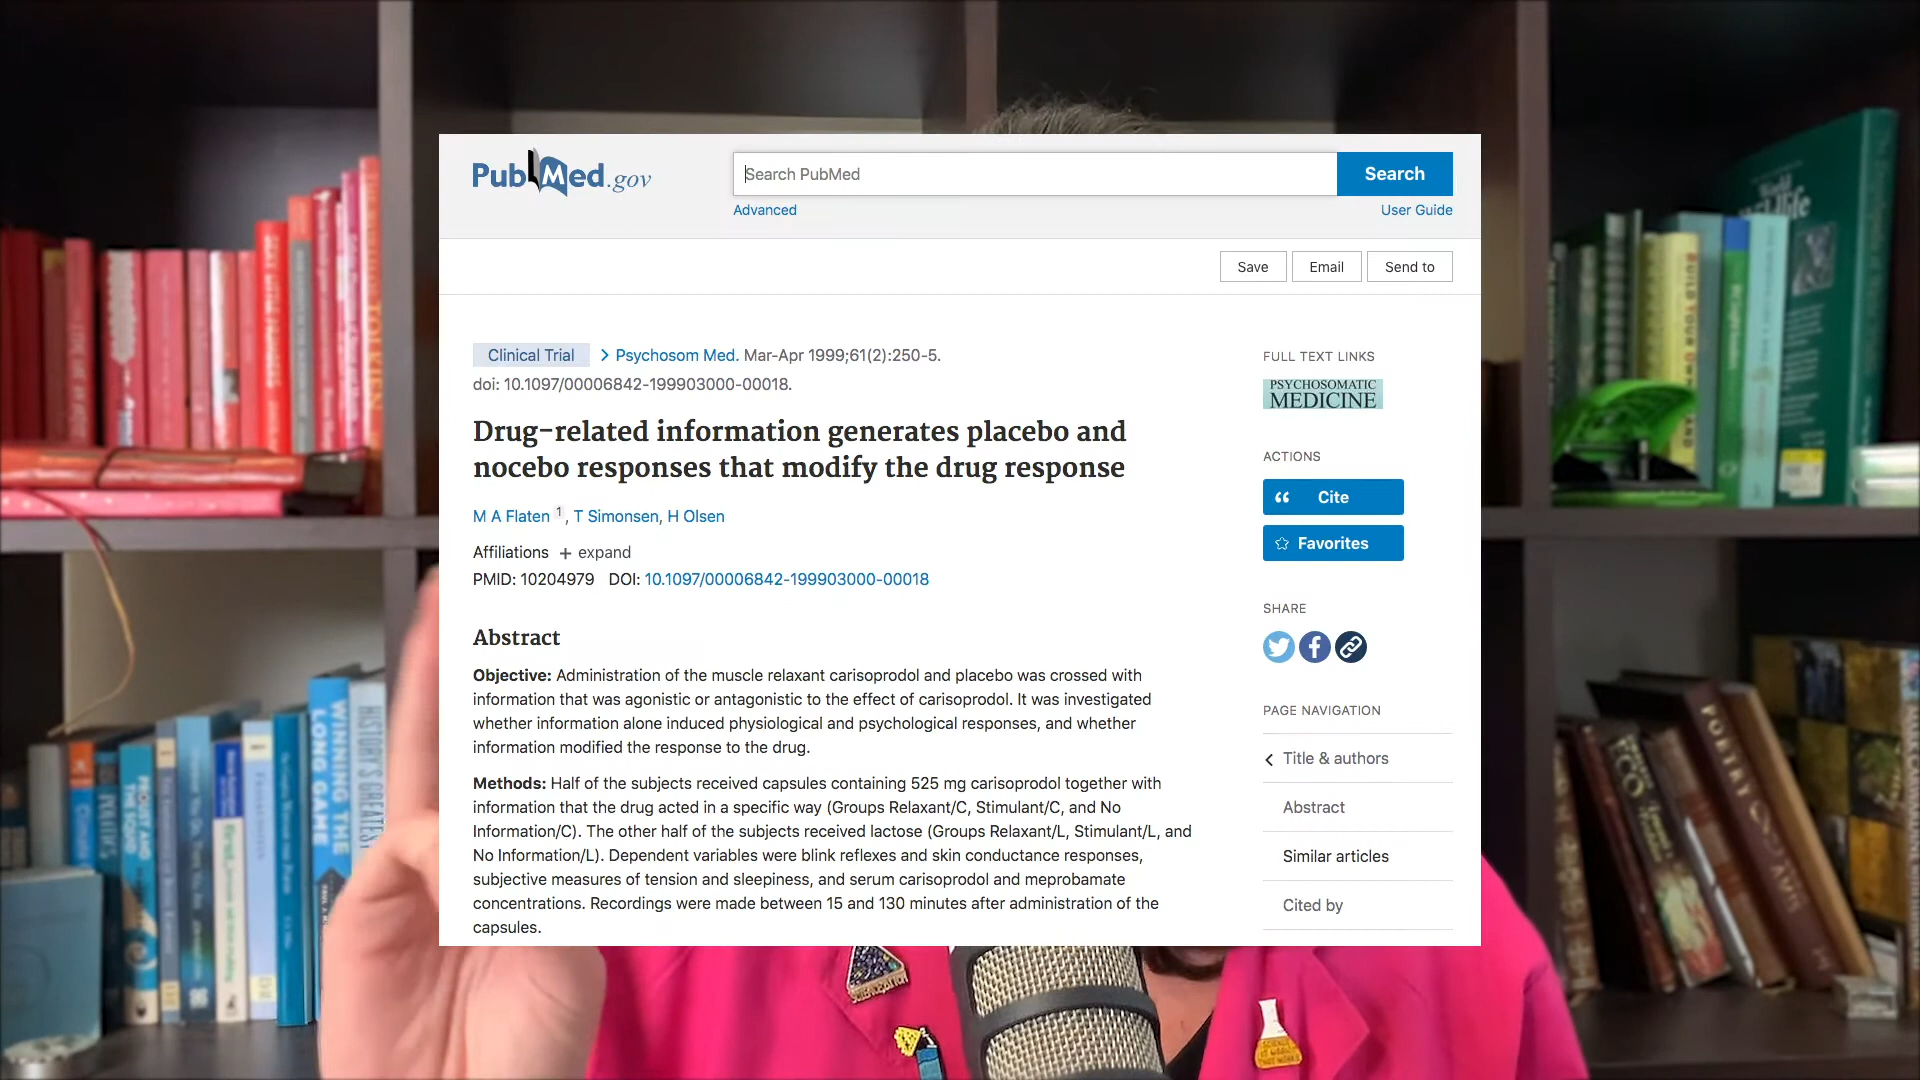 PubMed.gov
Search PubMed
Search
Advanced
User Guide
Save
Email
Send to
Clinical Trial
Psychosom Med. Mar-Apr 1999;61(2):250-5.
doi: 10.1097/00006842-199903000-00018.
Drug-related information generates placebo and
nocebo responses that modify the drug response
M A Flaten 1, T Simonsen, H Olsen
Affiliations + expand
PMID: 10204979 DOI: 10.1097/00006842-199903000-00018
Abstract
Objective: Administration of the muscle relaxant carisoprodol and placebo was crossed with
information that was agonistic or antagonistic to the effect of carisoprodol. It was investigated
whether information alone induced physiological and psychological responses, and whether
information modified the response to the drug.
Methods: Half of the subjects received capsules containing 525 mg carisoprodol together with
information that the drug acted in a specific way (Groups Relaxant/C, Stimulant/C, and No
Information/C). The other half of the subjects received lactose (Groups Relaxant/L, Stimulant/L, and
No Information/L). Dependent variables were blink reflexes and skin conductance responses,
subjective measures of tension and sleepiness, and serum carisoprodol and meprobamate
concentrations. Recordings were made between 15 and 130 minutes after administration of the
capsules.
FULL TEXT LINKS
PSYCHOSOMATIC
MEDICINE
ACTIONS
Cite
Favorites
SHARE
PAGE NAVIGATION
Title & authors
Abstract
Similar articles
Cited by
WINNING THE
LONG GAME
HISTORY'S GREATEST
World
POETRY